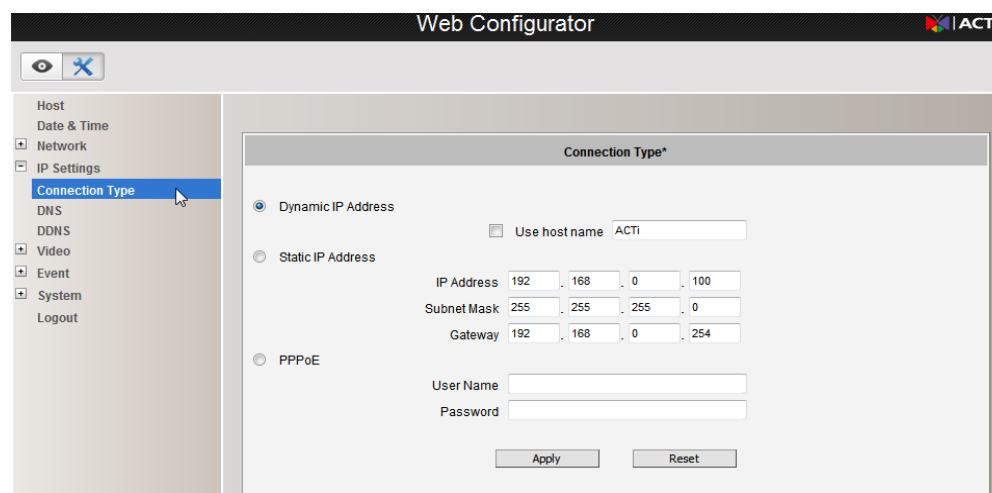 Web Configurator
ACT
Host
Date & Time
Network
IP Settings
Connection Type
DNS
DDNS
Video
Event
System
Logout
Connection Type*
Dynamic IP Address
Use host name ACTi
Static IP Address
IP Address 192 . 168 . 0 . 100
Subnet Mask 255 . 255 . 255 . 0
Gateway 192 . 168 . 0 . 254
PPPoE
User Name
Password
Apply Reset